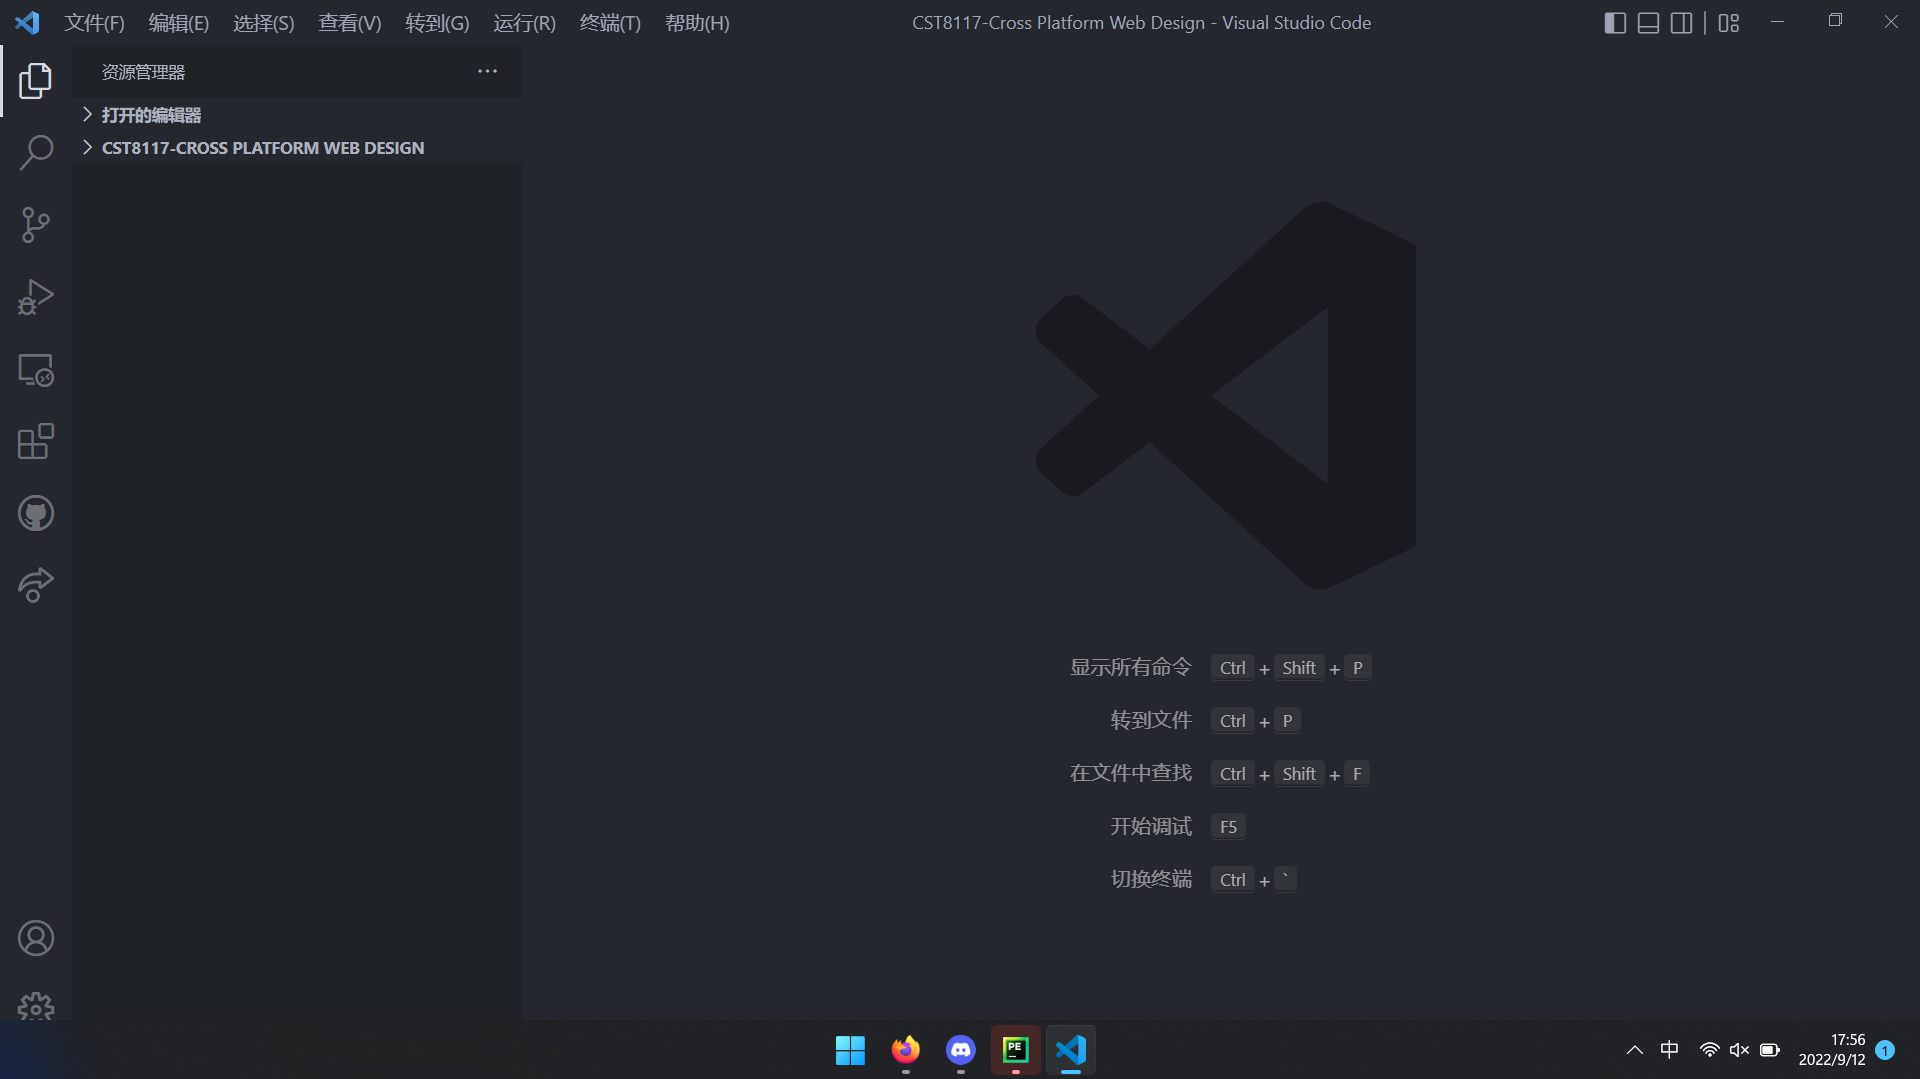 文件(F) 编辑(E) 选择(S) 查看(V) 转到(G) 运行(R) 终端(T) 帮助(H) CST8117-Cross Platform Web Design - Visual Studio Code
资源管理器
打开的编辑器
CST8117-CROSS PLATFORM WEB DESIGN
显示所有命令 Ctrl + Shift + P
转到文件 Ctrl + P
在文件中查找 Ctrl + Shift + F
开始调试 F5
切换终端 Ctrl + `
PE
中
17:56
2022/9/12
1